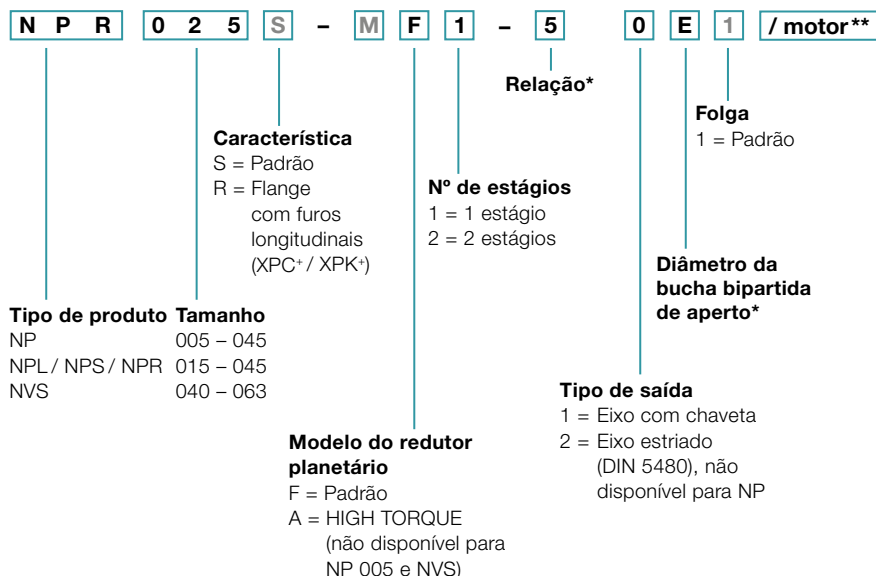 N P R 0 2 5 S – M F 1 – 5 0 E 1 / motor**
Relação*
Folga
1 = Padrão
Característica
S = Padrão
R = Flange
com furos
longitudinais
(XPC+ / XPK+)
Nº de estágios
1 = 1 estágio
2 = 2 estágios
Diâmetro da
bucha bipartida
de aperto*
Tipo de produto Tamanho
NP 005 – 045
NPL / NPS / NPR 015 – 045
NVS 040 – 063
Tipo de saída
1 = Eixo com chaveta
2 = Eixo estriado
(DIN 5480), não
disponível para NP
Modelo do redutor
planetário
F = Padrão
A = HIGH TORQUE
(não disponível para
NP 005 e NVS)